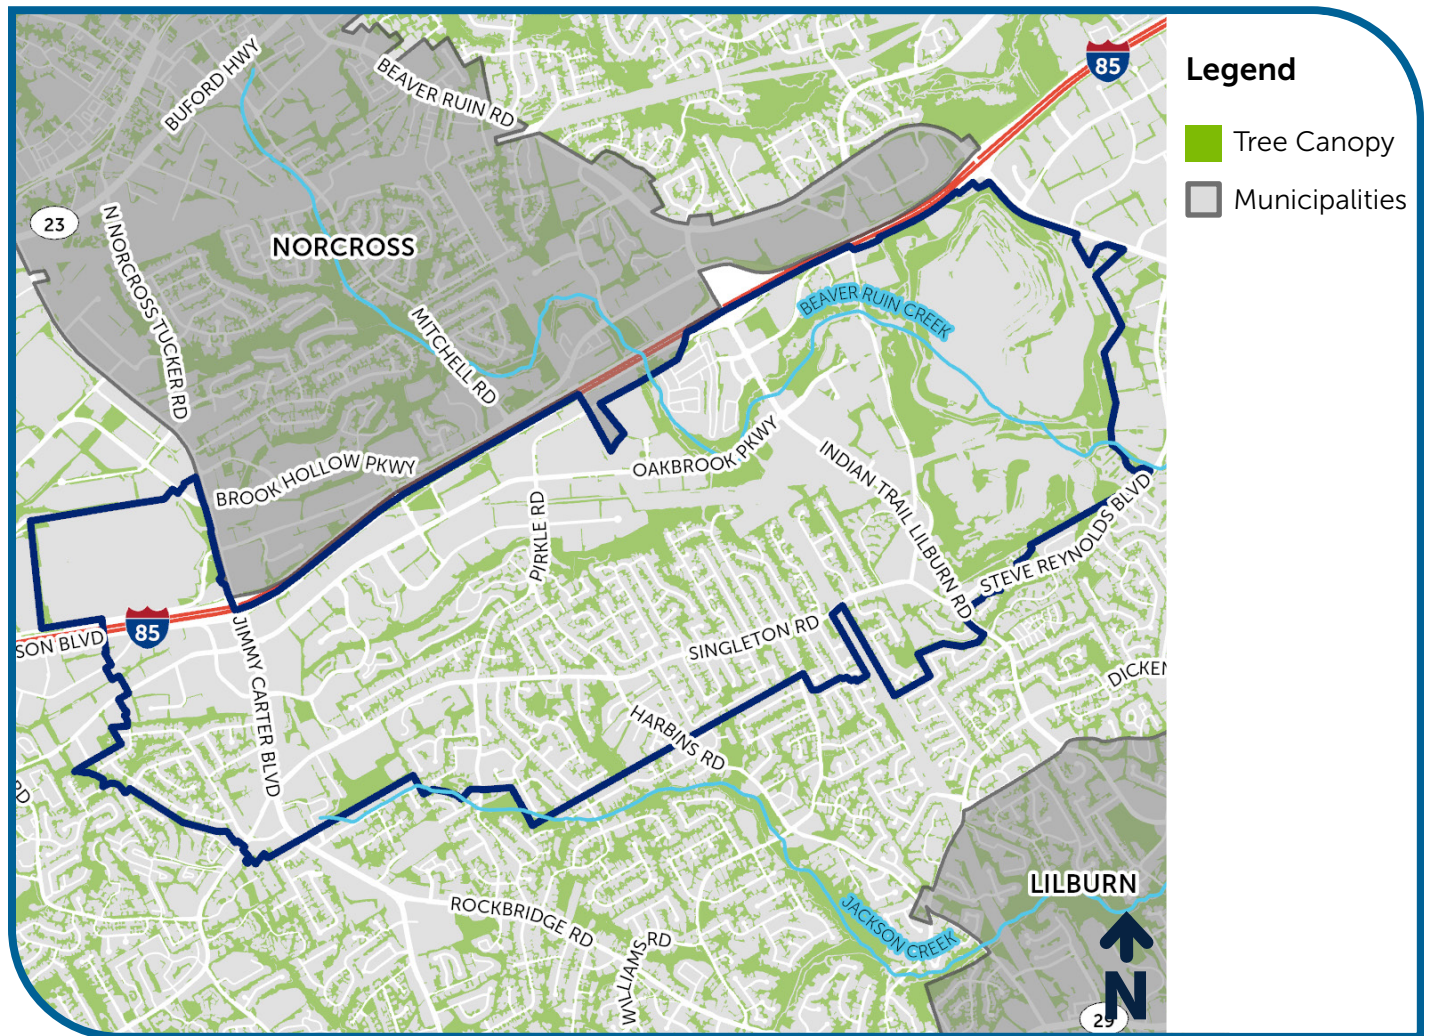 85
Legend
Tree Canopy
Municipalities
BUFORD HWY
BEAVER RUIN RD
23
N NORCROSS TUCKER RD
NORCROSS
MITCHELL RD
BEAVER RUIN CREEK
BROOK HOLLOW PKWY
OAKBROOK PKWY
INDIAN TRAIL LILBURN RD
PIRKLE RD
STEVE REYNOLDS BLVD
85
SON BLVD
JIMMY CARTER BLVD
SINGLETON RD
DICKEN
HARBINS RD
RD
LILBURN
ROCKBRIDGE RD
JACKSON CREEK
WILLIAMS RD
N
29